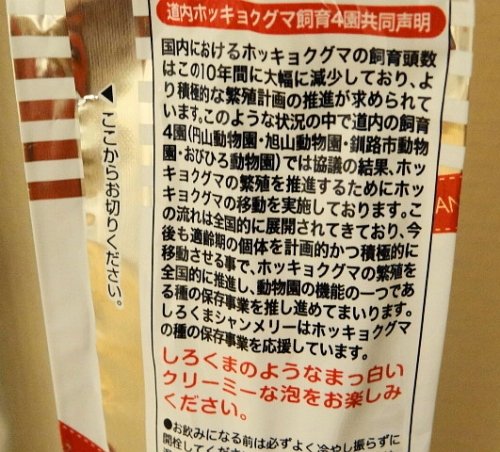 道内ホッキョクグマ飼育4園共同声明
国内におけるホッキョクグマの飼育頭数
はこの10年間に大幅に減少しており、よ
り積極的な繁殖計画の推進が求められて
います。このような状況の中で道内の飼育
4園(円山動物園・旭山動物園・釧路市動物
園・おびひろ動物園)では協議の結果、ホッ
キョクグマの繁殖を推進するためにホッ
キョクグマの移動を実施しております。こ
の流れは全国的に展開されてきており、今
後も適齢期の個体を計画的かつ積極的に
移動させる事で、ホッキョクグマの繁殖を
全国的に推進し、動物園の機能の一つであ
る種の保存事業を推し進めてまいります。
しろくまシャンメリーはホッキョクグマ
の種の保存事業を応援しています。
しろくまのようなまっ白い
クリーミーな泡をお楽しみ
ください。
●お飲みになる前は必ずよく冷やし振らずに
開栓してください
◀ここからお切りください。